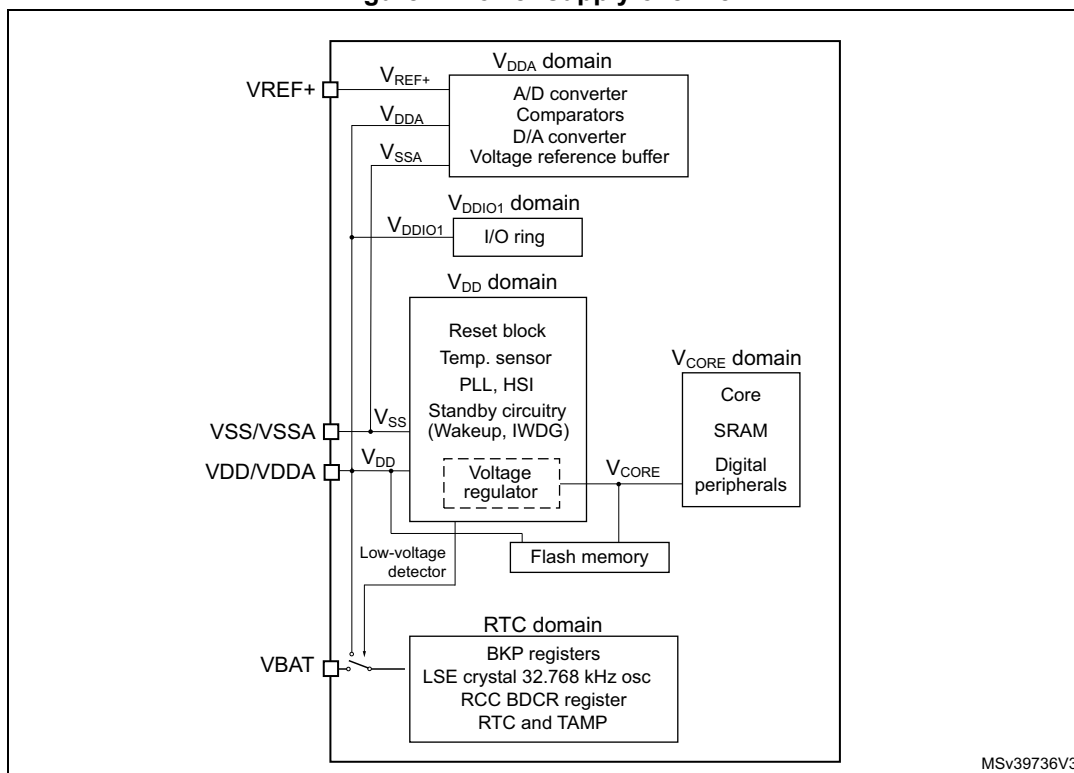 VREF+
VREF+
VDDA
VSSA
VDDA domain
A/D converter
Comparators
D/A converter
Voltage reference buffer
VDDIO1
VDDIO1 domain
I/O ring
VDD domain
Reset block
Temp. sensor
PLL, HSI
Standby circuitry
(Wakeup, IWDG)
Voltage
regulator
VSS/VSSA
VSS
VDD/VDDA
VDD
VCORE
VCORE domain
Core
SRAM
Digital
peripherals
Flash memory
Low-voltage
detector
VBAT
RTC domain
BKP registers
LSE crystal 32.768 kHz osc
RCC BDCR register
RTC and TAMP
MSv39736V3